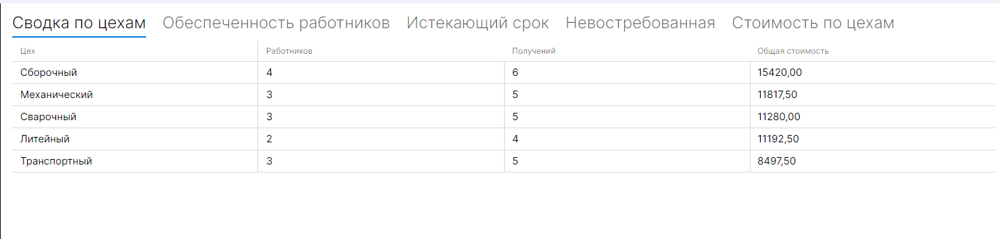 Сводка по цехам Обеспеченность работников Истекающий срок Невостребованная Стоимость по цехам
Цех Работников Получений Общая стоимость
Сборочный 4 6 15420,00
Механический 3 5 11817,50
Сварочный 3 5 11280,00
Литейный 2 4 11192,50
Транспортный 3 5 8497,50